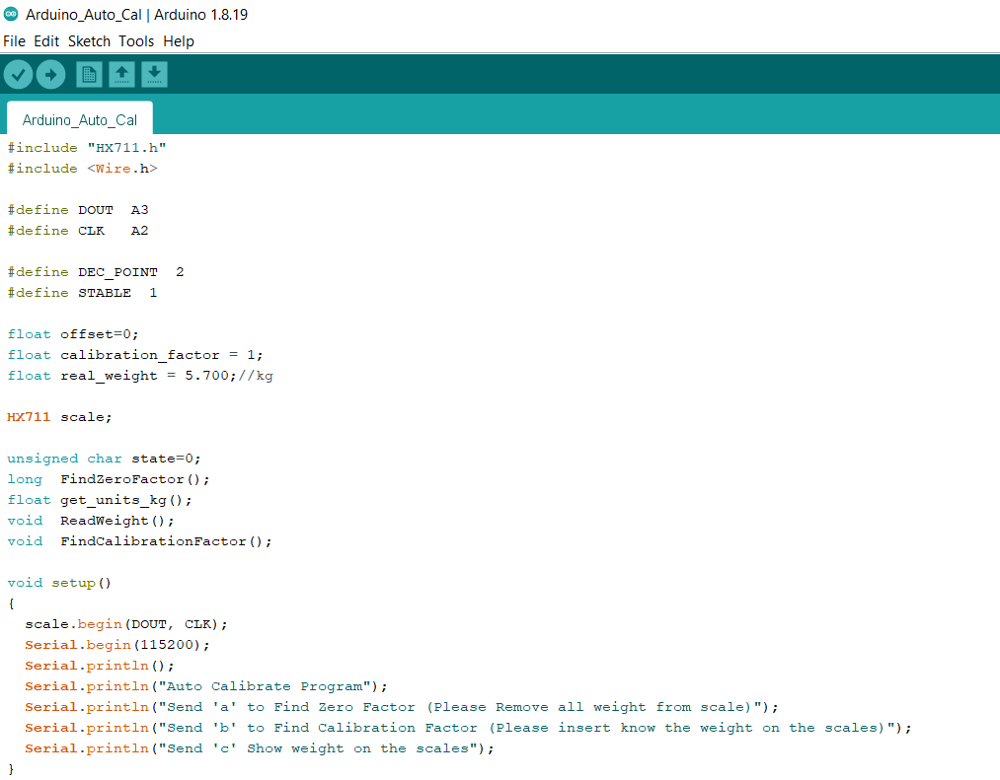 Arduino_Auto_Cal | Arduino 1.8.19
File Edit Sketch Tools Help
Arduino_Auto_Cal
#include "HX711.h"
#include <Wire.h>
#define DOUT  A3
#define CLK   A2
#define DEC_POINT  2
#define STABLE  1
float offset=0;
float calibration_factor = 1;
float real_weight = 5.700;//kg
HX711 scale;
unsigned char state=0;
long  FindZeroFactor();
float get_units_kg();
void  ReadWeight();
void  FindCalibrationFactor();
void setup()
{
  scale.begin(DOUT, CLK);
  Serial.begin(115200);
  Serial.println();
  Serial.println("Auto Calibrate Program");
  Serial.println("Send 'a' to Find Zero Factor (Please Remove all weight from scale)");
  Serial.println("Send 'b' to Find Calibration Factor (Please insert know the weight on the scales)");
  Serial.println("Send 'c' Show weight on the scales");
}